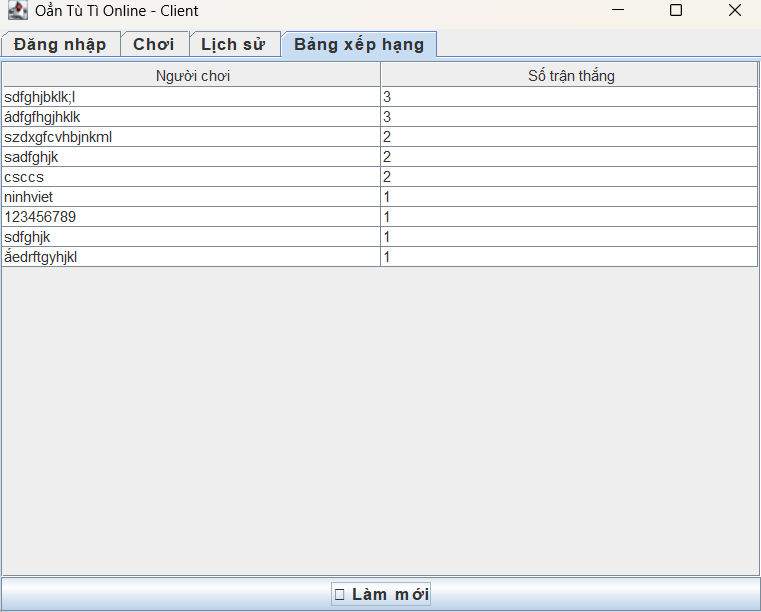 Oẳn Tù Tì Online - Client
Đăng nhập Chơi Lịch sử Bảng xếp hạng
Người chơi Số trận thắng
sdfghjbklk;l 3
ádfgfhgjhklk 3
szdxgfcvhbjnkml 2
sadfghjk 2
csccs 2
ninhviet 1
123456789 1
sdfghjk 1
ắedrftgyhjkl 1
Làm mới